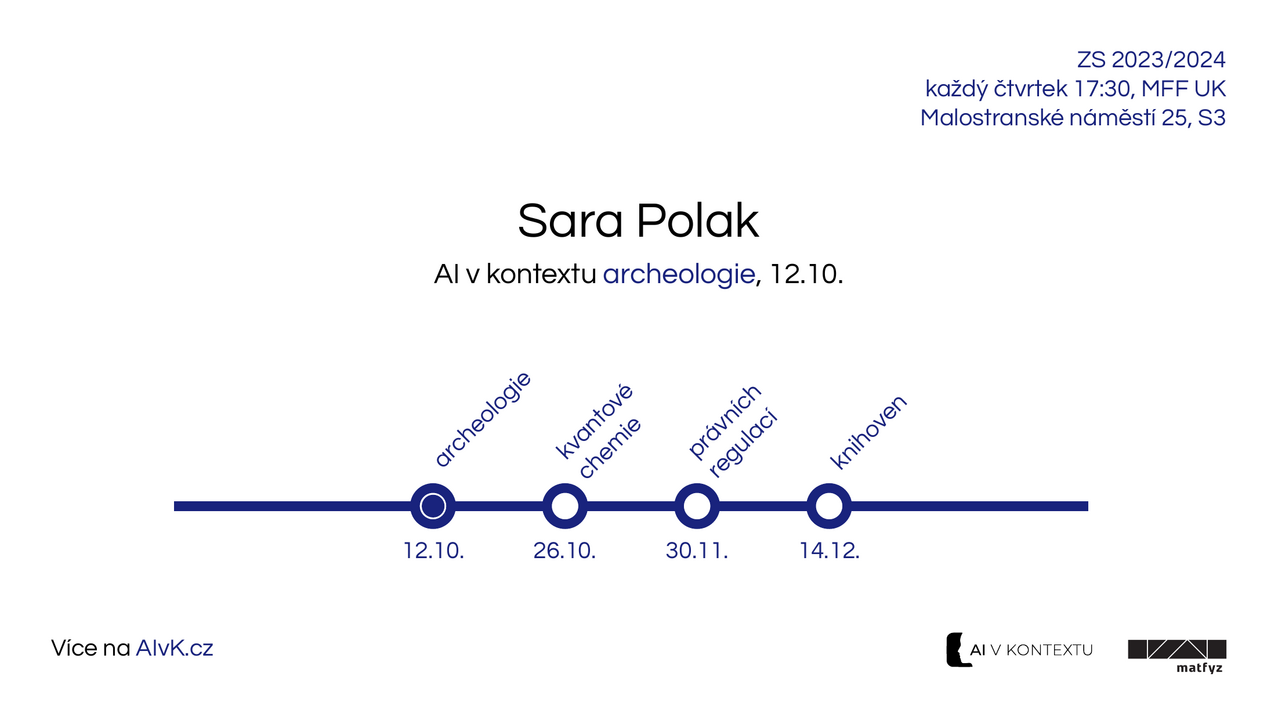 ZS 2023/2024
každý čtvrtek 17:30, MFF UK
Malostranské náměstí 25, S3
Sara Polak
AI v kontextu archeologie, 12.10.
archeologie
kvantové
chemie
právních
regulací
knihoven
12.10.
26.10.
30.11.
14.12.
Více na AIvK.cz
AI V KONTEXTU
matfyz